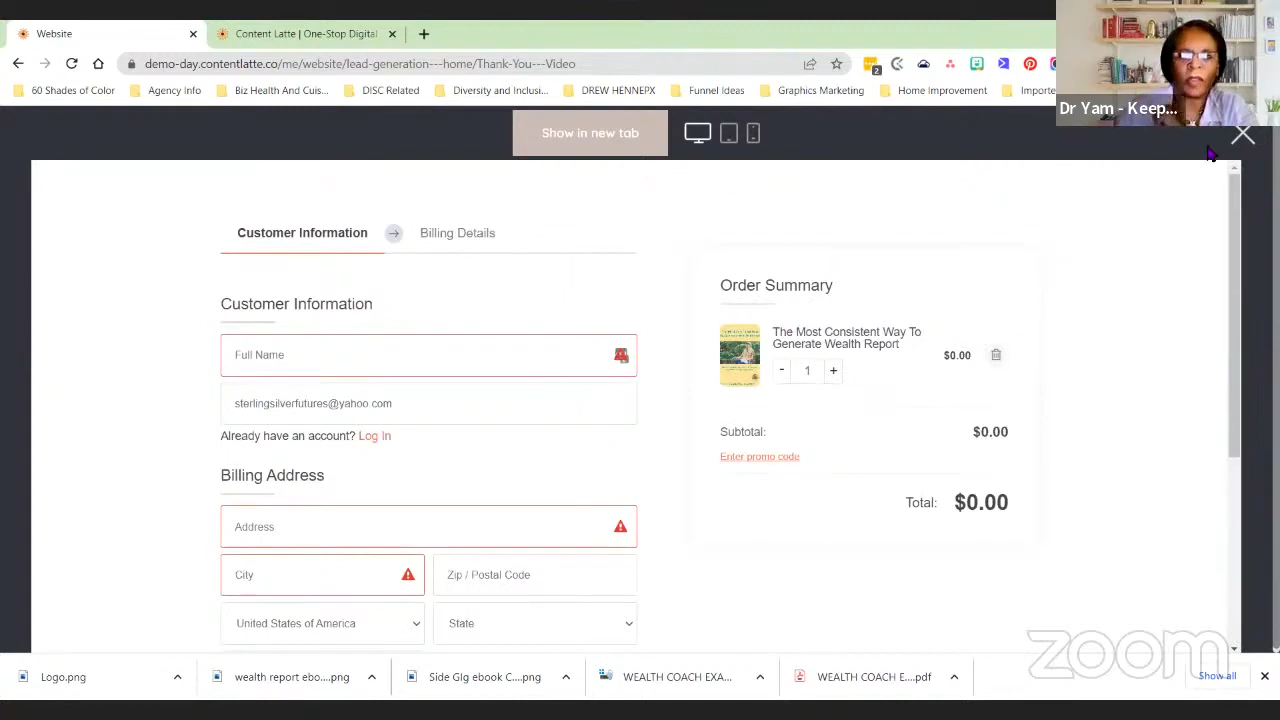 Website
Content Latte | One-Stop Digital
demo-day.contentlatte.co/me/website/lead-generation---home/Thank-You---Video
2
60 Shades of Color
Agency Info
Biz Health And Cuis...
DISC Related
Diversity and Inclusi...
DREW HENNEPX
Funnel Ideas
Graphics Marketing
Home Improvement
Importe
Dr Yam - Keep...
Show in new tab
Customer Information
Billing Details
Customer Information
Full Name
sterlingsilverfutures@yahoo.com
Already have an account? Log In
Billing Address
Address
City
Zip / Postal Code
United States of America
State
Order Summary
The Most Consistent Way To
Generate Wealth Report
$0.00
- 1 +
Subtotal:
$0.00
Enter promo code
Total:
$0.00
zoom
Logo.png
wealth report ebo....png
Side Gig ebook C....png
WEALTH COACH EXA....
WEALTH COACH E....pdf
Show all